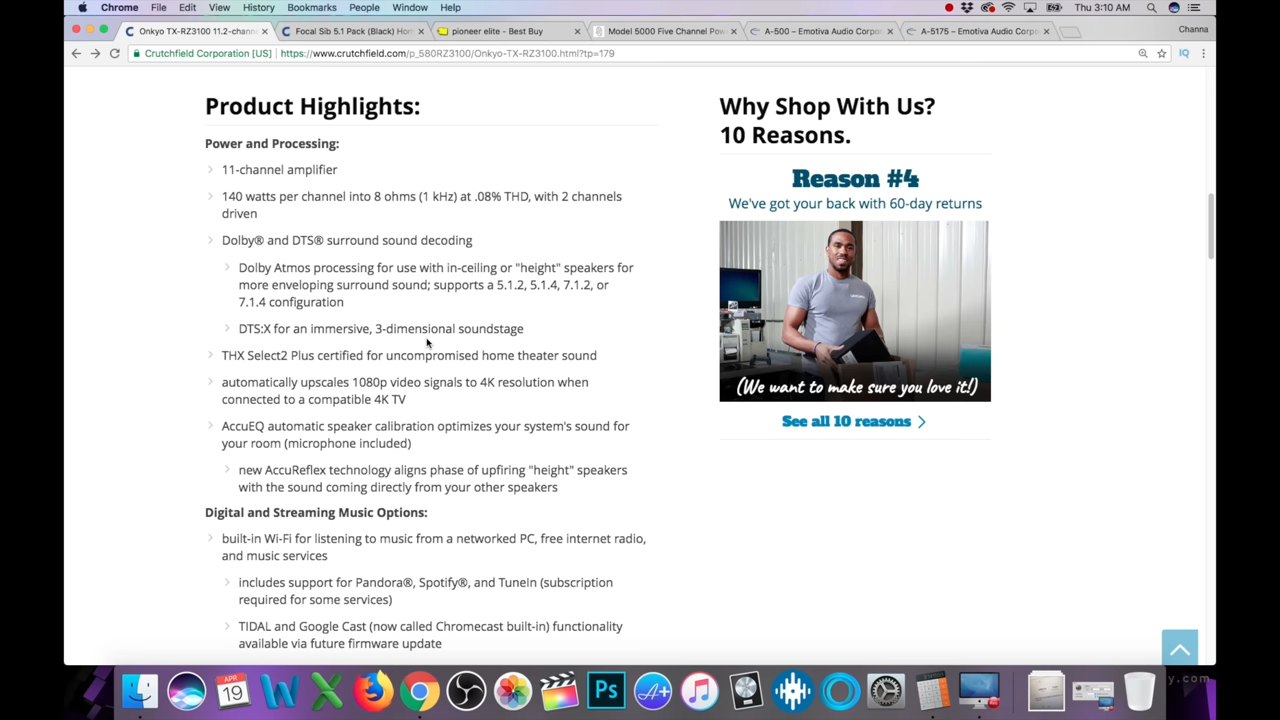 Chrome File Edit View History Bookmarks People Window Help Thu 3:10 AM
Onkyo TX-RZ3100 11.2-chann Focal Sib 5.1 Pack (Black) Hom pioneer elite - Best Buy Model 5000 Five Channel Pow A-500 – Emotiva Audio Corpor A-5175 – Emotiva Audio Corpo Channa
Crutchfield Corporation [US] https://www.crutchfield.com/p_580RZ3100/Onkyo-TX-RZ3100.html?tp=179 IQ
Product Highlights:
Power and Processing:
11-channel amplifier
140 watts per channel into 8 ohms (1 kHz) at .08% THD, with 2 channels
driven
Dolby® and DTS® surround sound decoding
Dolby Atmos processing for use with in-ceiling or "height" speakers for
more enveloping surround sound; supports a 5.1.2, 5.1.4, 7.1.2, or
7.1.4 configuration
DTS:X for an immersive, 3-dimensional soundstage
THX Select2 Plus certified for uncompromised home theater sound
automatically upscales 1080p video signals to 4K resolution when
connected to a compatible 4K TV
AccuEQ automatic speaker calibration optimizes your system's sound for
your room (microphone included)
new AccuReflex technology aligns phase of upfiring "height" speakers
with the sound coming directly from your other speakers
Digital and Streaming Music Options:
built-in Wi-Fi for listening to music from a networked PC, free internet radio,
and music services
includes support for Pandora®, Spotify®, and TuneIn (subscription
required for some services)
TIDAL and Google Cast (now called Chromecast built-in) functionality
available via future firmware update
Why Shop With Us?
10 Reasons.
Reason #4
We've got your back with 60-day returns
(We want to make sure you love it!)
See all 10 reasons
APR
19
Ps
y.com